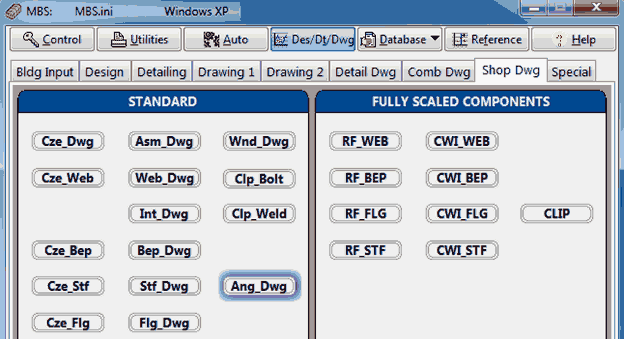 MBS: MBS.ini Windows XP
Control Utilities Auto Des/Dft/Dwg Database Reference Help
Bldg Input Design Detailing Drawing 1 Drawing 2 Detail Dwg Comb Dwg Shop Dwg Special
STANDARD FULLY SCALED COMPONENTS
Cze_Dwg Asm_Dwg Wnd_Dwg RF_WEB CWI_WEB
Cze_Web Web_Dwg Clp_Bolt RF_BEP CWI_BEP
Int_Dwg Clp_Weld RF_FLG CWI_FLG CLIP
Cze_Bep Bep_Dwg RF_STF CWI_STF
Cze_Stf Stf_Dwg Ang_Dwg
Cze_Flg Flg_Dwg